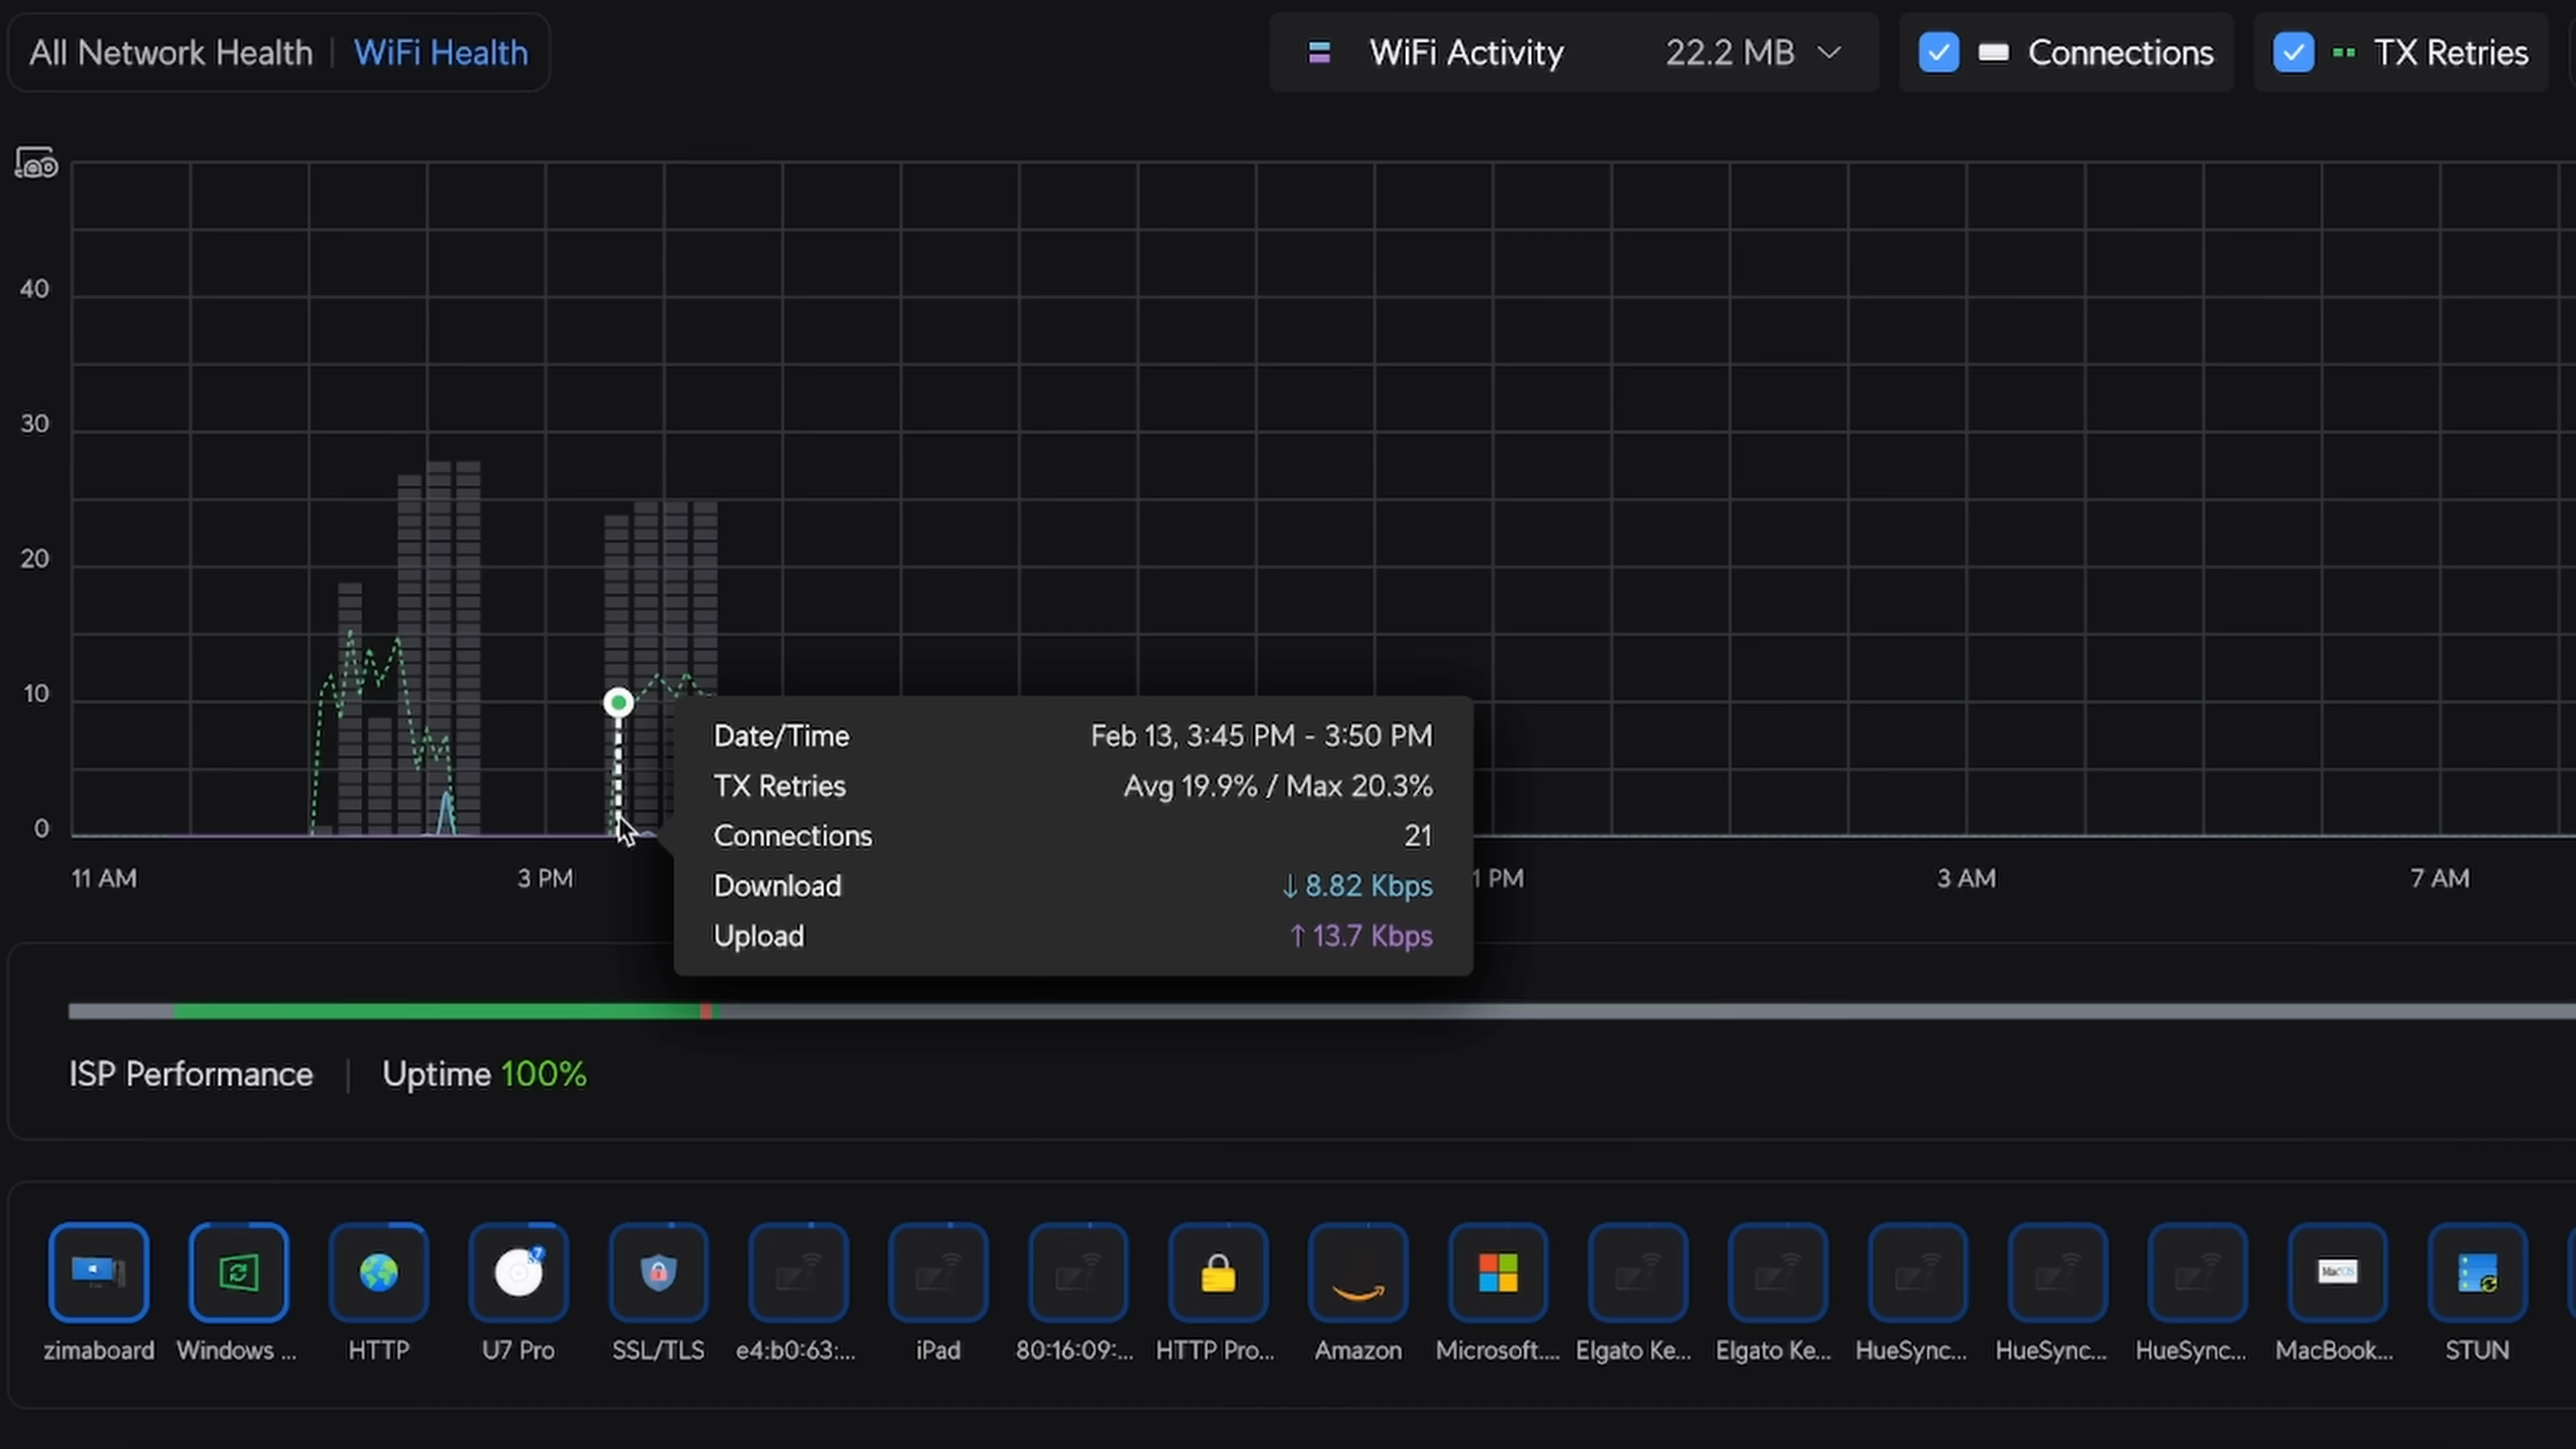 All Network Health | WiFi Health
WiFi Activity 22.2 MB
Connections
TX Retries
40
30
20
10
0
11 AM
3 PM
1 PM
3 AM
7 AM
Date/Time Feb 13, 3:45 PM - 3:50 PM
TX Retries Avg 19.9% / Max 20.3%
Connections 21
Download ↓ 8.82 Kbps
Upload ↑ 13.7 Kbps
ISP Performance | Uptime 100%
7
MacOS
zimaboard
Windows ...
HTTP
U7 Pro
SSL/TLS
e4:b0:63:...
iPad
80:16:09:...
HTTP Pro...
Amazon
Microsoft....
Elgato Ke...
Elgato Ke...
HueSync...
HueSync...
HueSync...
MacBook...
STUN